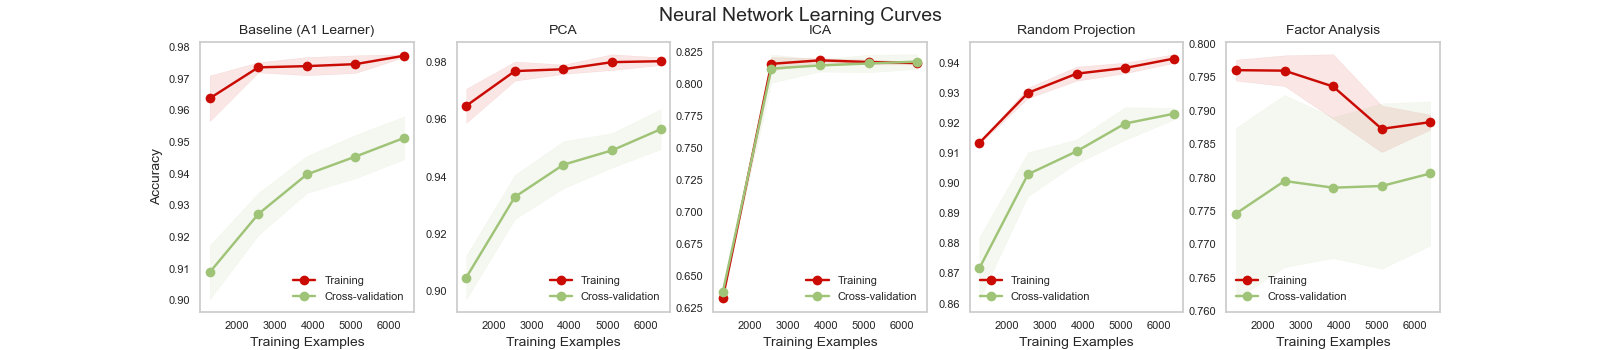 Neural Network Learning Curves
Baseline (A1 Learner)
Accuracy
0.98
0.97
0.96
0.95
0.94
0.93
0.92
0.91
0.90
Training
Cross-validation
2000 3000 4000 5000 6000
Training Examples
PCA
0.98
0.96
0.94
0.92
0.90
Training
Cross-validation
2000 3000 4000 5000 6000
Training Examples
ICA
0.825
0.800
0.775
0.750
0.725
0.700
0.675
0.650
0.625
Training
Cross-validation
2000 3000 4000 5000 6000
Training Examples
Random Projection
0.94
0.93
0.92
0.91
0.90
0.89
0.88
0.87
0.86
Training
Cross-validation
2000 3000 4000 5000 6000
Training Examples
Factor Analysis
0.800
0.795
0.790
0.785
0.780
0.775
0.770
0.765
0.760
Training
Cross-validation
2000 3000 4000 5000 6000
Training Examples